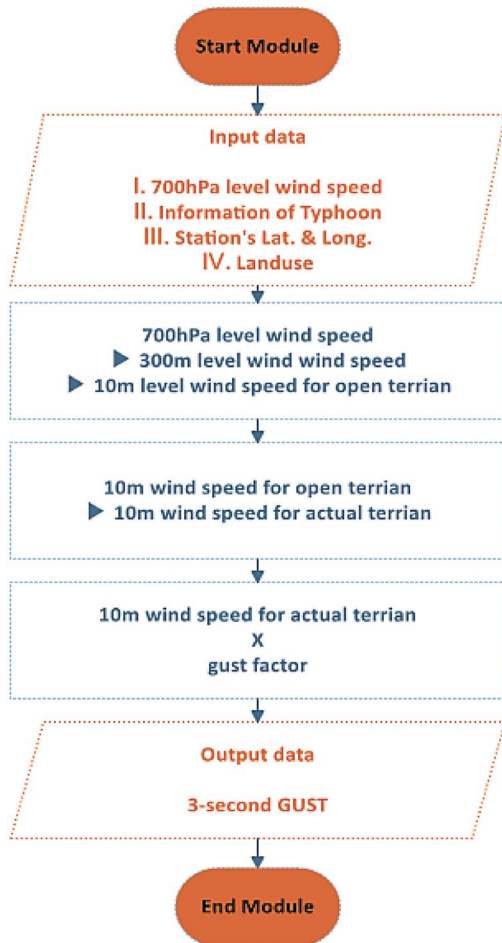 Start Module
Input data
Ⅰ. 700hPa level wind speed
Ⅱ. Information of Typhoon
Ⅲ. Station's Lat. & Long.
Ⅳ. Landuse
700hPa level wind speed
▶ 300m level wind wind speed
▶ 10m level wind speed for open terrian
10m wind speed for open terrian
▶ 10m wind speed for actual terrian
10m wind speed for actual terrian
X
gust factor
Output data
3-second GUST
End Module